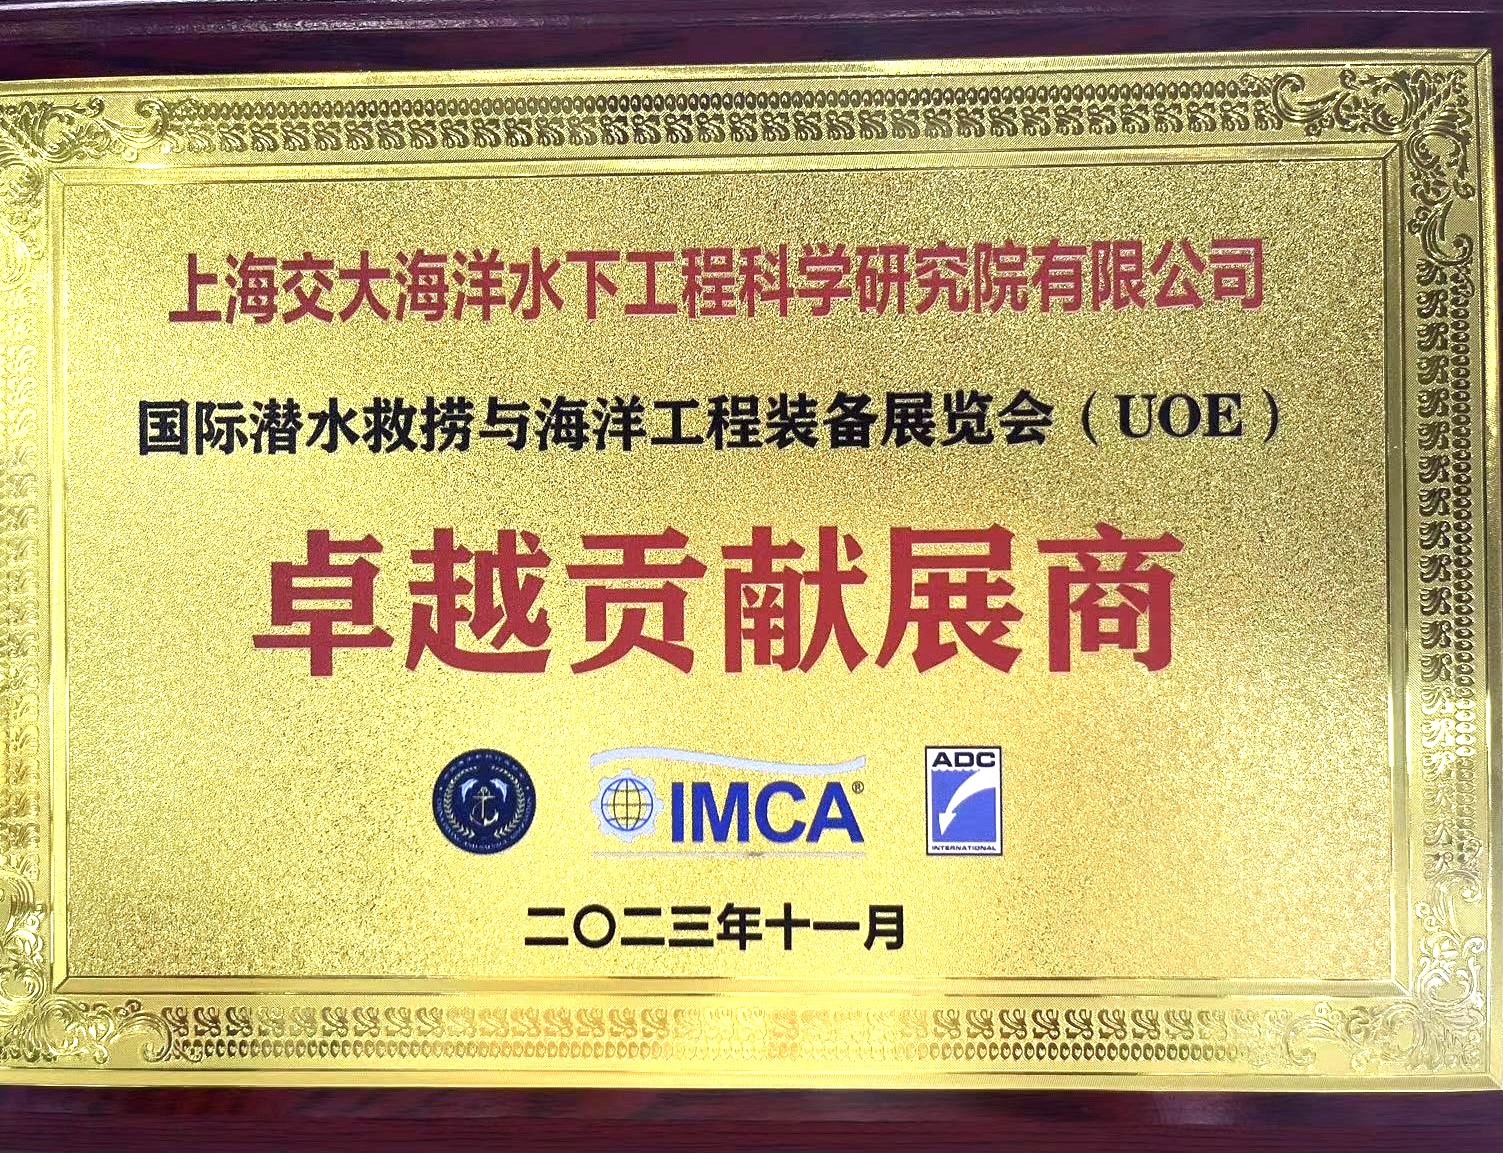 上海交大海洋水下工程科学研究院有限公司
国际潜水救捞与海洋工程装备展览会（UOE）
卓越贡献展商
IMCA®
ADC
INTERNATIONAL
二〇二三年十一月